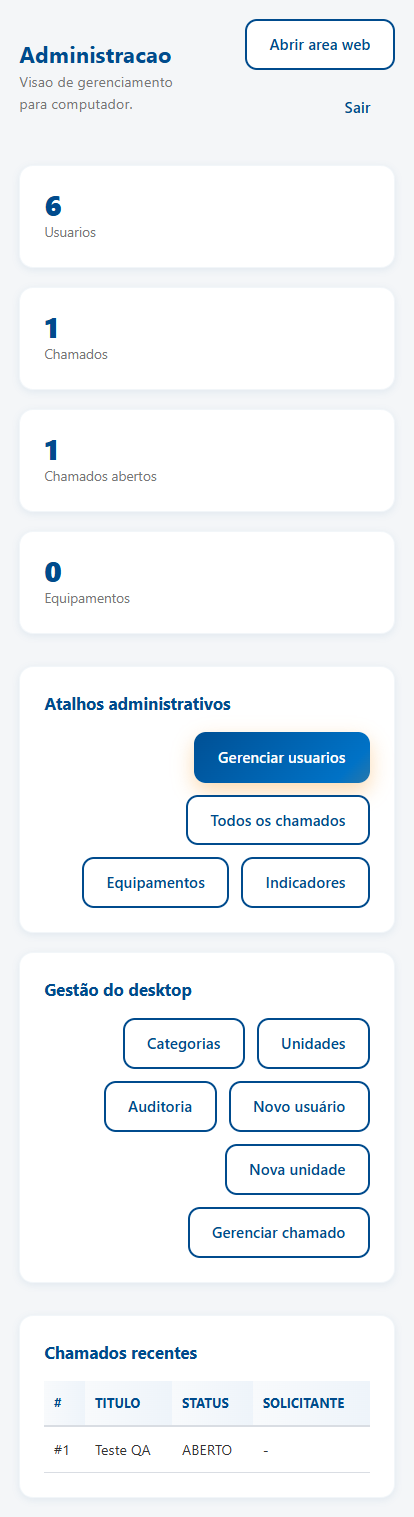 Administracao
Visao de gerenciamento
para computador.
Abrir area web
Sair
6
Usuarios
1
Chamados
1
Chamados abertos
0
Equipamentos
Atalhos administrativos
Gerenciar usuarios
Todos os chamados
Equipamentos Indicadores
Gestão do desktop
Categorias Unidades
Auditoria Novo usuário
Nova unidade
Gerenciar chamado
Chamados recentes
# TITULO STATUS SOLICITANTE
#1 Teste QA ABERTO -